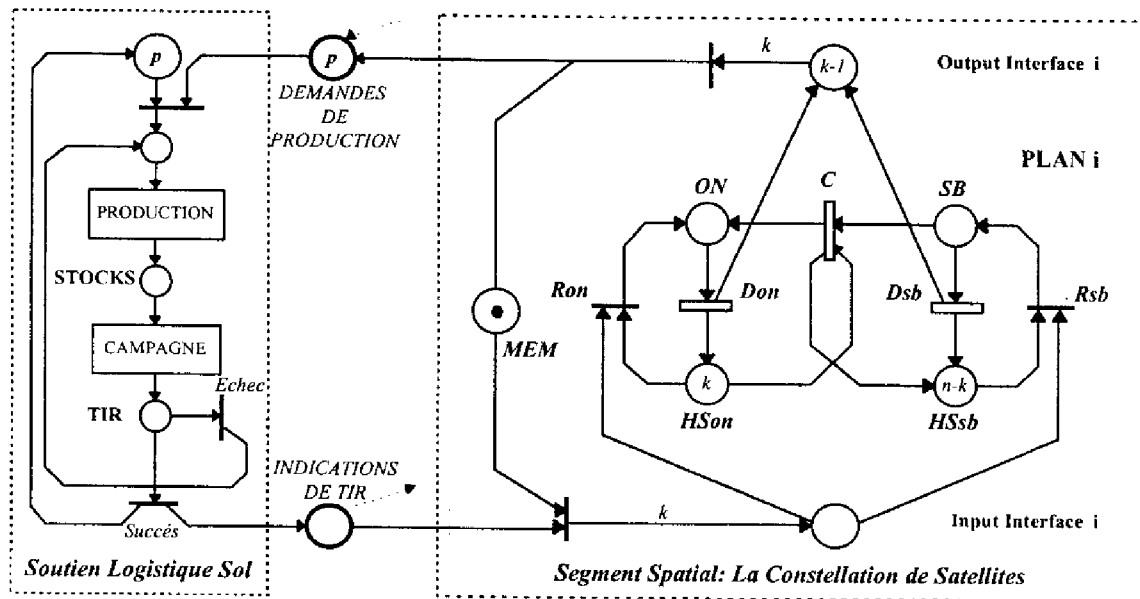 p
p
k
k-1
Output Interface i
DEMANDES
DE
PRODUCTION
PLAN i
ON
C
SB
PRODUCTION
STOCKS
Ron
Don
Dsb
Rsb
MEM
CAMPAGNE
Echec
k
n-k
TIR
HSon
HSsb
INDICATIONS
DE TIR
k
Succés
Input Interface i
Soutien Logistique Sol
Segment Spatial: La Constellation de Satellites